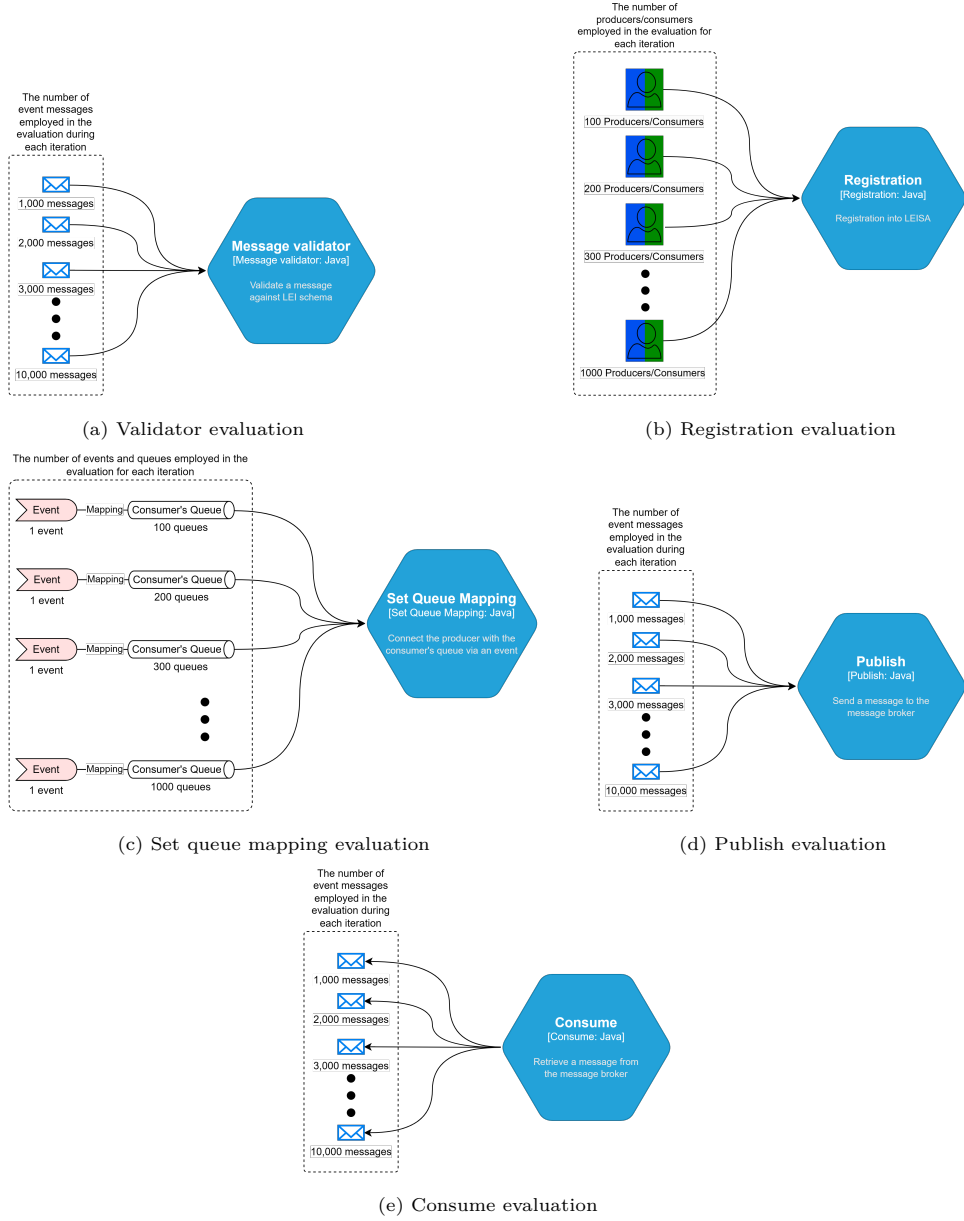 The number of
event messages
employed in the
evaluation during
each iteration
1,000 messages
2,000 messages
3,000 messages
10,000 messages
Message validator
[Message validator: Java]
Validate a message
against LEI schema
(a) Validator evaluation
The number of
producers/consumers
employed in the evaluation for
each iteration
100 Producers/Consumers
200 Producers/Consumers
300 Producers/Consumers
1000 Producers/Consumers
Registration
[Registration: Java]
Registration into LEISA
(b) Registration evaluation
The number of events and queues employed in the
evaluation for each iteration
Event Mapping Consumer's Queue
1 event 100 queues
Event Mapping Consumer's Queue
1 event 200 queues
Event Mapping Consumer's Queue
1 event 300 queues
Event Mapping Consumer's Queue
1 event 1000 queues
Set Queue Mapping
[Set Queue Mapping: Java]
Connect the producer with the
consumer's queue via an event
(c) Set queue mapping evaluation
The number of
event messages
employed in the
evaluation during
each iteration
1,000 messages
2,000 messages
3,000 messages
10,000 messages
Publish
[Publish: Java]
Send a message to the
message broker
(d) Publish evaluation
The number of
event messages
employed in the
evaluation during
each iteration
1,000 messages
2,000 messages
3,000 messages
10,000 messages
Consume
[Consume: Java]
Retrieve a message from
the message broker
(e) Consume evaluation